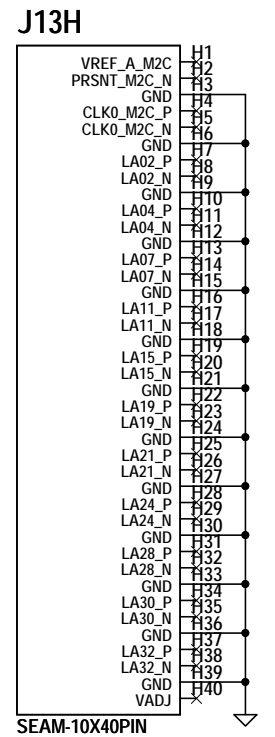 J13H
VREF_A_M2C H1
PRSNT_M2C_N H2
GND H3
CLK0_M2C_P H4
CLK0_M2C_N H5
GND H6
LA02_P H7
LA02_N H8
GND H9
LA04_P H10
LA04_N H11
GND H12
LA07_P H13
LA07_N H14
GND H15
LA11_P H16
LA11_N H17
GND H18
LA15_P H19
LA15_N H20
GND H21
LA19_P H22
LA19_N H23
GND H24
LA21_P H25
LA21_N H26
GND H27
LA24_P H28
LA24_N H29
GND H30
LA28_P H31
LA28_N H32
GND H33
LA30_P H34
LA30_N H35
GND H36
LA32_P H37
LA32_N H38
GND H39
VADJ H40
SEAM-10X40PIN